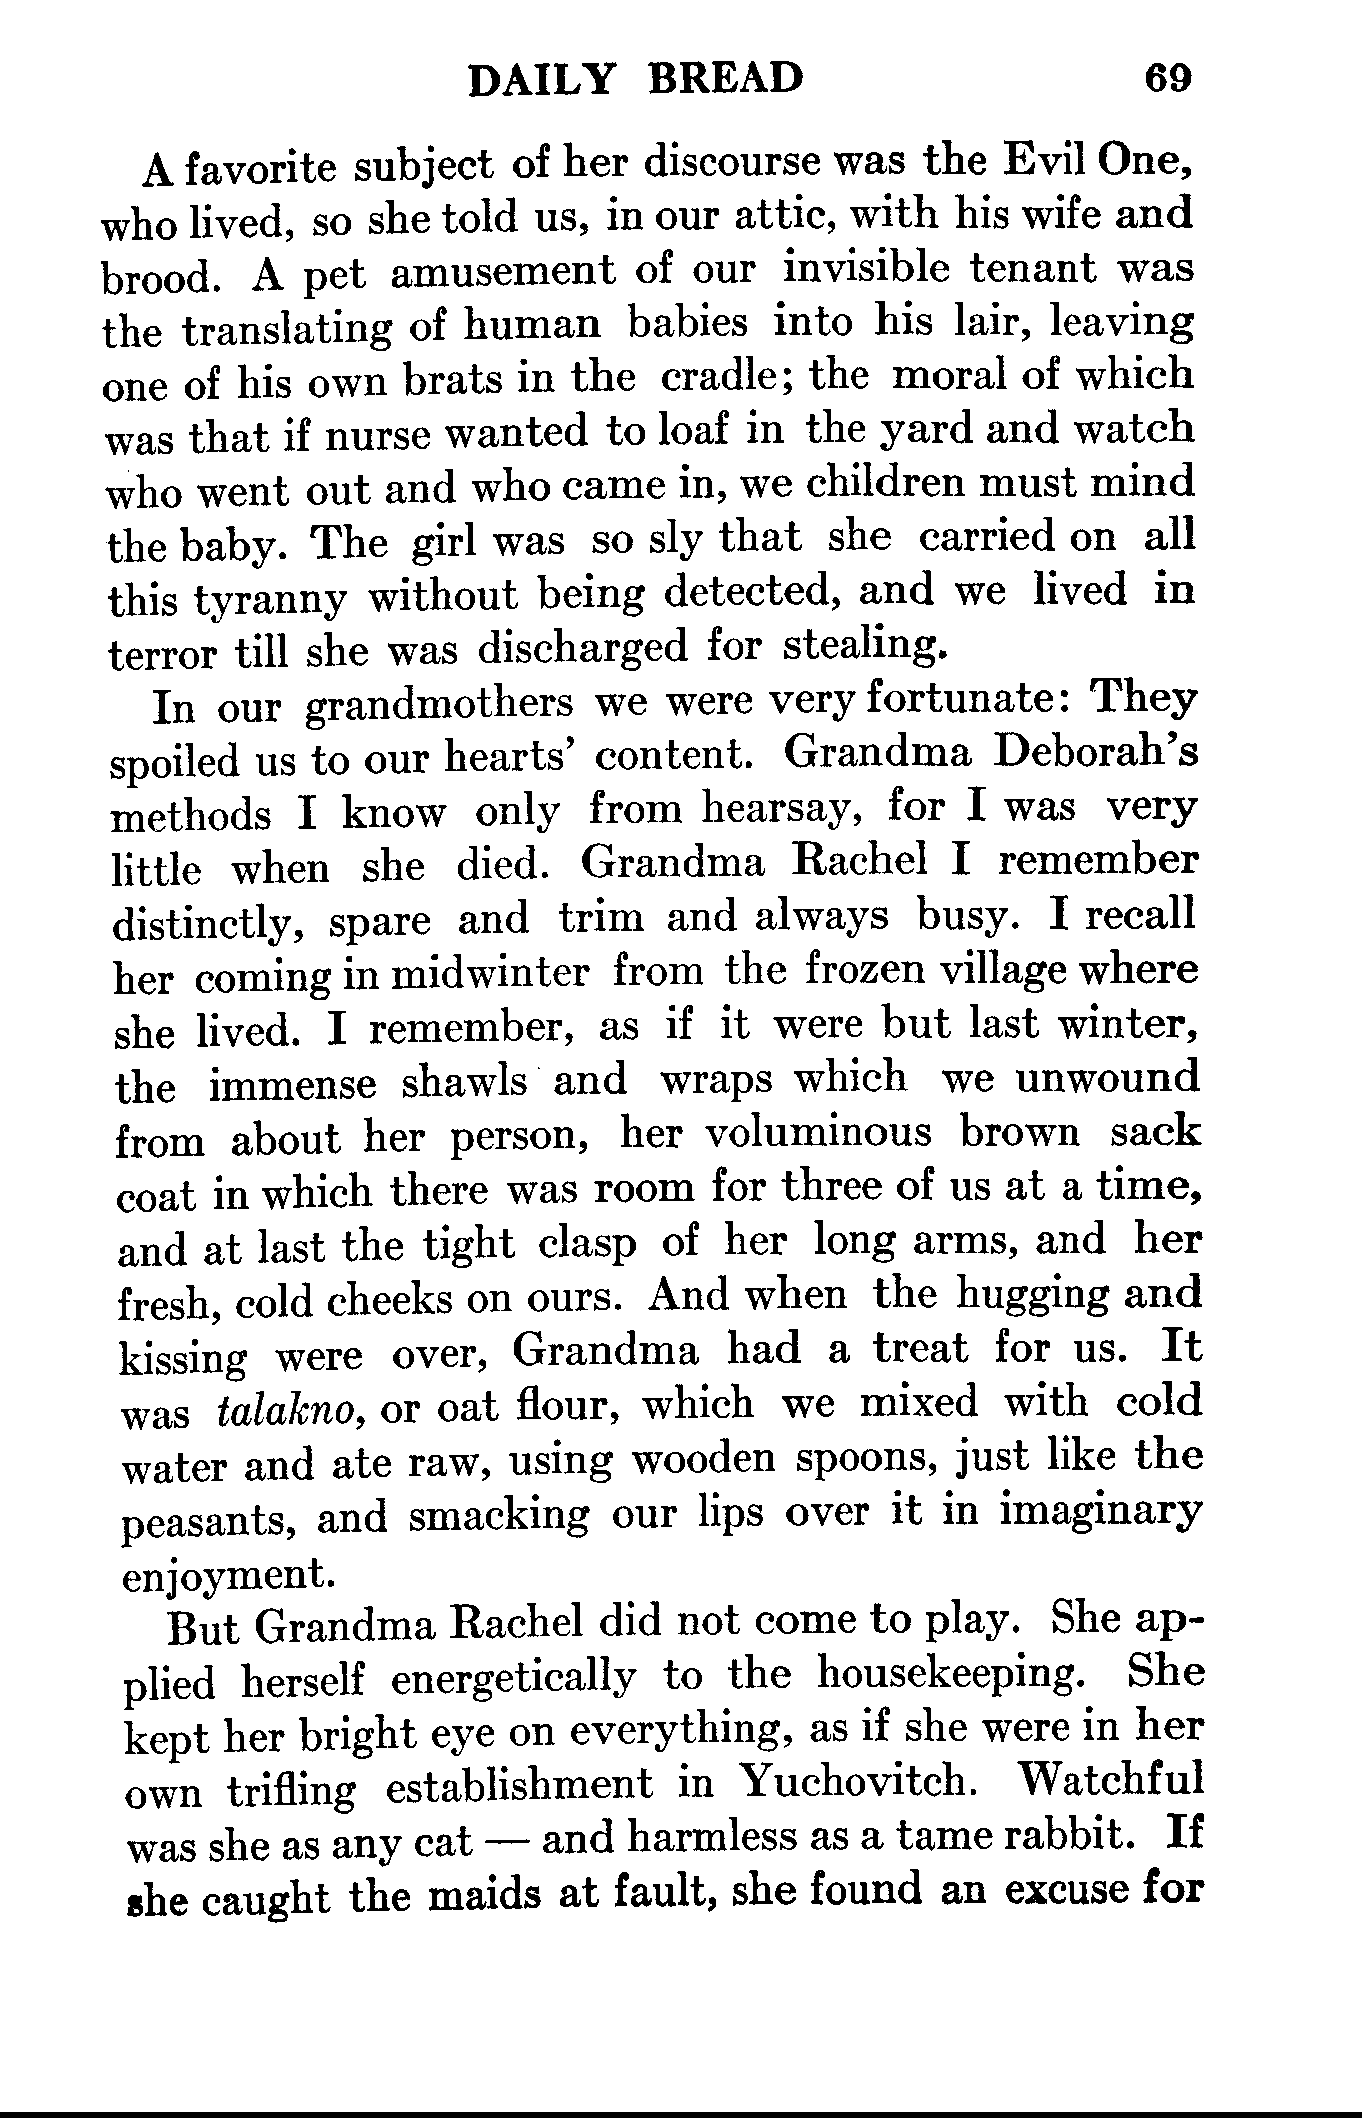 DAILY BREAD 69
A favorite subject of her discourse was the Evil One,
who lived, so she told us, in our attic, with his wife and
brood. A pet amusement of our invisible tenant was
the translating of human babies into his lair, leaving
one of his own brats in the cradle; the moral of which
was that if nurse wanted to loaf in the yard and watch
who went out and who came in, we children must mind
the baby. The girl was so sly that she carried on all
this tyranny without being detected, and we lived in
terror till she was discharged for stealing.
In our grandmothers we were very fortunate: They
spoiled us to our hearts’ content. Grandma Deborah’s
methods I know only from hearsay, for I was very
little when she died. Grandma Rachel I remember
distinctly, spare and trim and always busy. I recall
her coming in midwinter from the frozen village where
she lived. I remember, as if it were but last winter,
the immense shawls and wraps which we unwound
from about her person, her voluminous brown sack
coat in which there was room for three of us at a time,
and at last the tight clasp of her long arms, and her
fresh, cold cheeks on ours. And when the hugging and
kissing were over, Grandma had a treat for us. It
was talakno, or oat flour, which we mixed with cold
water and ate raw, using wooden spoons, just like the
peasants, and smacking our lips over it in imaginary
enjoyment.
But Grandma Rachel did not come to play. She ap-
plied herself energetically to the housekeeping. She
kept her bright eye on everything, as if she were in her
own trifling establishment in Yuchovitch. Watchful
was she as any cat — and harmless as a tame rabbit. If
she caught the maids at fault, she found an excuse for